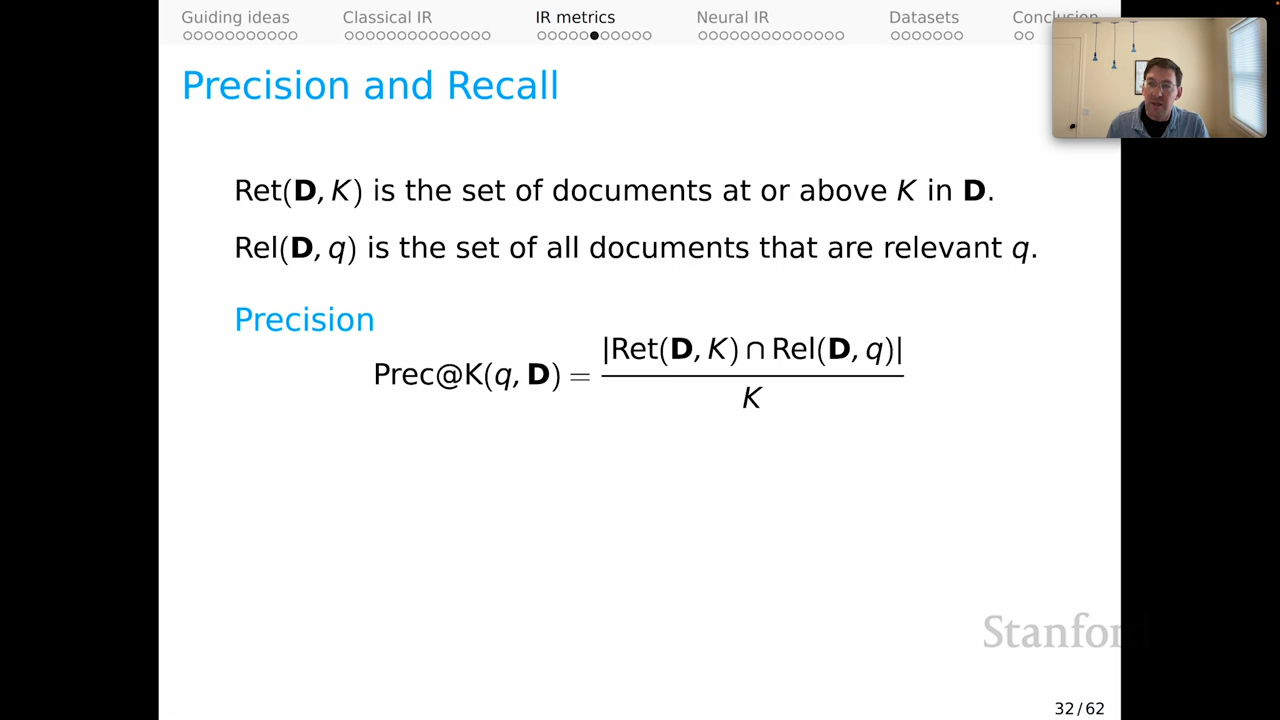 Guiding ideas Classical IR IR metrics Neural IR Datasets Conclusion
Precision and Recall
Ret(D, K) is the set of documents at or above K in D.
Rel(D, q) is the set of all documents that are relevant q.
Precision
Prec@K(q, D) = |Ret(D, K) ∩ Rel(D, q)|
K
Stanford
32 / 62